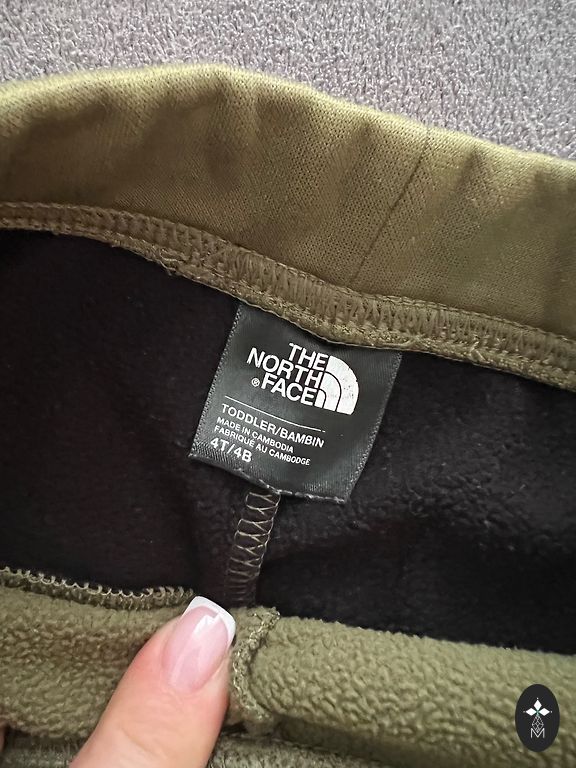 THE
NORTH
®FACE
TODDLER/BAMBIN
MADE IN CAMBODIA
FABRIQUÉ AU CAMBODGE
4T/4B
M